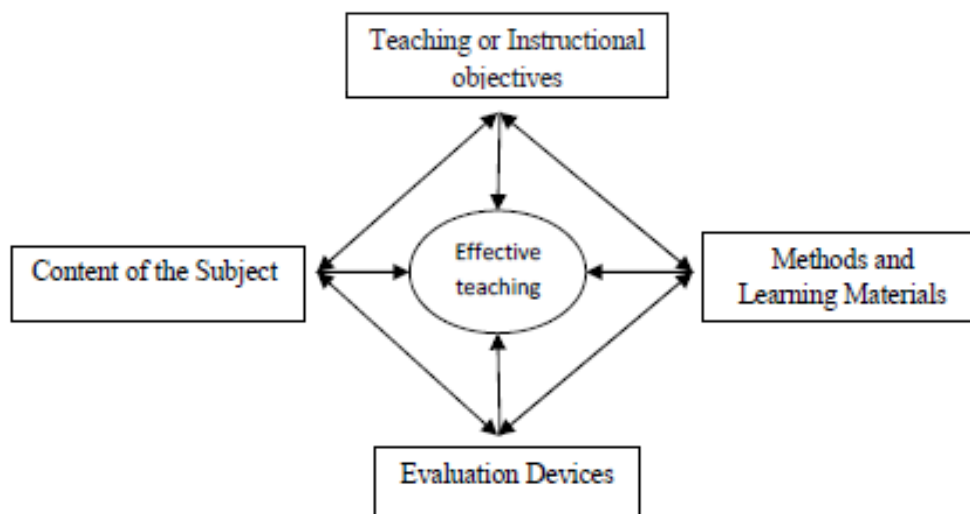 Teaching or Instructional
objectives
Content of the Subject
Effective
teaching
Methods and
Learning Materials
Evaluation Devices